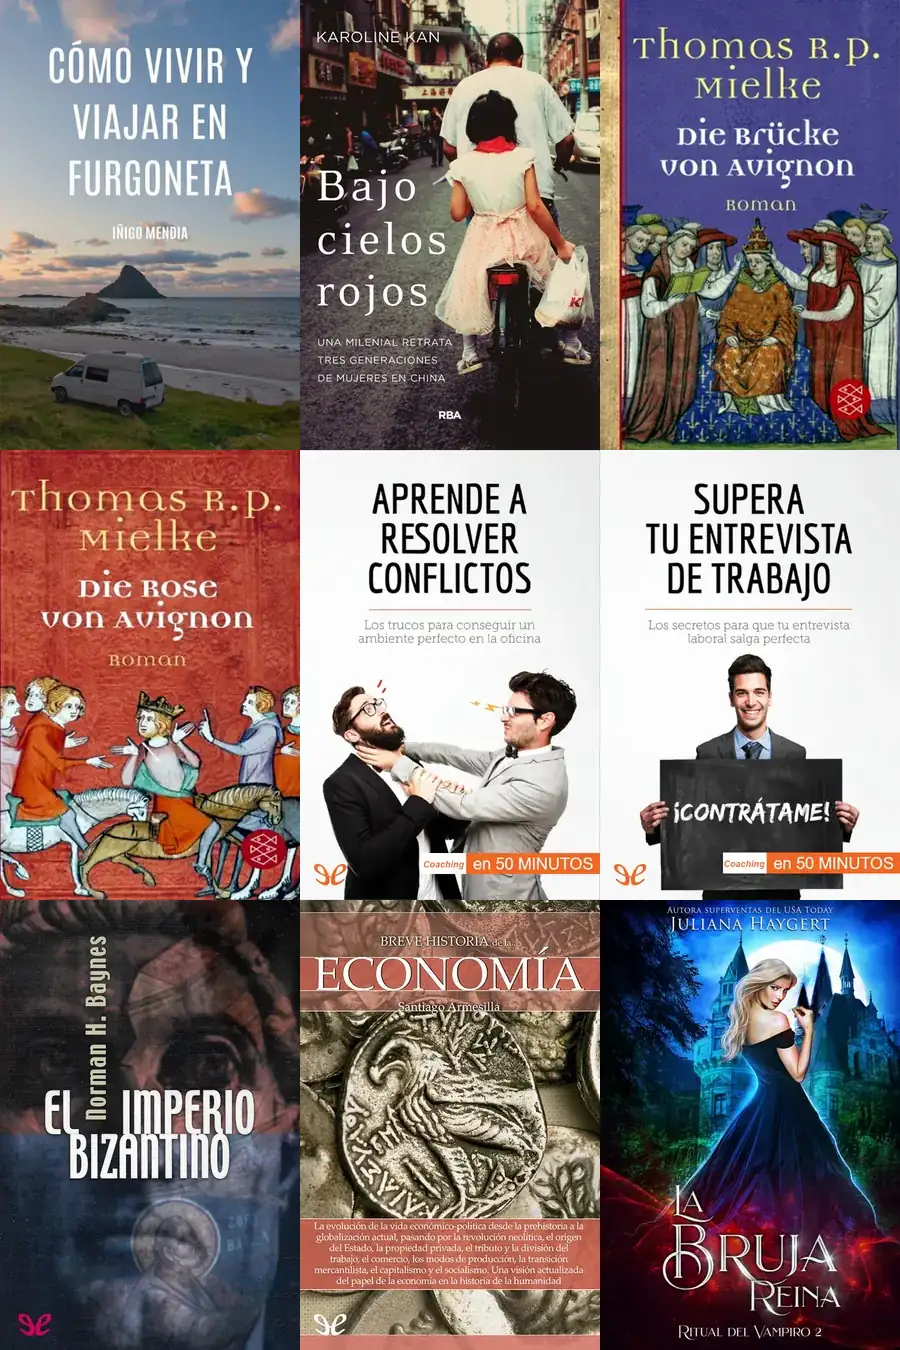 CÓMO VIVIR Y
VIAJAR EN
FURGONETA
IÑIGO MENDIA
KAROLINE KAN
Bajo
cielos
rojos
UNA MILENIAL RETRATA
TRES GENERACIONES
DE MUJERES EN CHINA
RBA
Thomas R.P.
Mielke
Die Brücke
von Avignon
Roman
Thomas R.P.
Mielke
Die Rose
von Avignon
Roman
APRENDE A
RESOLVER
CONFLICTOS
Los trucos para conseguir un
ambiente perfecto en la oficina
Coaching en 50 MINUTOS
SUPERA
TU ENTREVISTA
DE TRABAJO
Los secretos para que tu entrevista
laboral salga perfecta
¡CONTRÁTAME!
Coaching en 50 MINUTOS
Norman H. Baynes
EL IMPERIO
BIZANTINO
BREVE HISTORIA de la...
ECONOMÍA
Santiago Armesilla
La evolución de la vida económico-política desde la prehistoria a la
globalización actual, pasando por la revolución neolítica, el origen
del Estado, la propiedad privada, el tributo y la división del
trabajo, el comercio, los modos de producción, la transición
mercantilista, el capitalismo y el socialismo. Una visión actualizada
del papel de la economía en la historia de la humanidad
AUTORA SUPERVENTAS DEL USA TODAY
JULIANA HAYGERT
LA
BRUJA
REINA
RITUAL DEL VAMPIRO 2